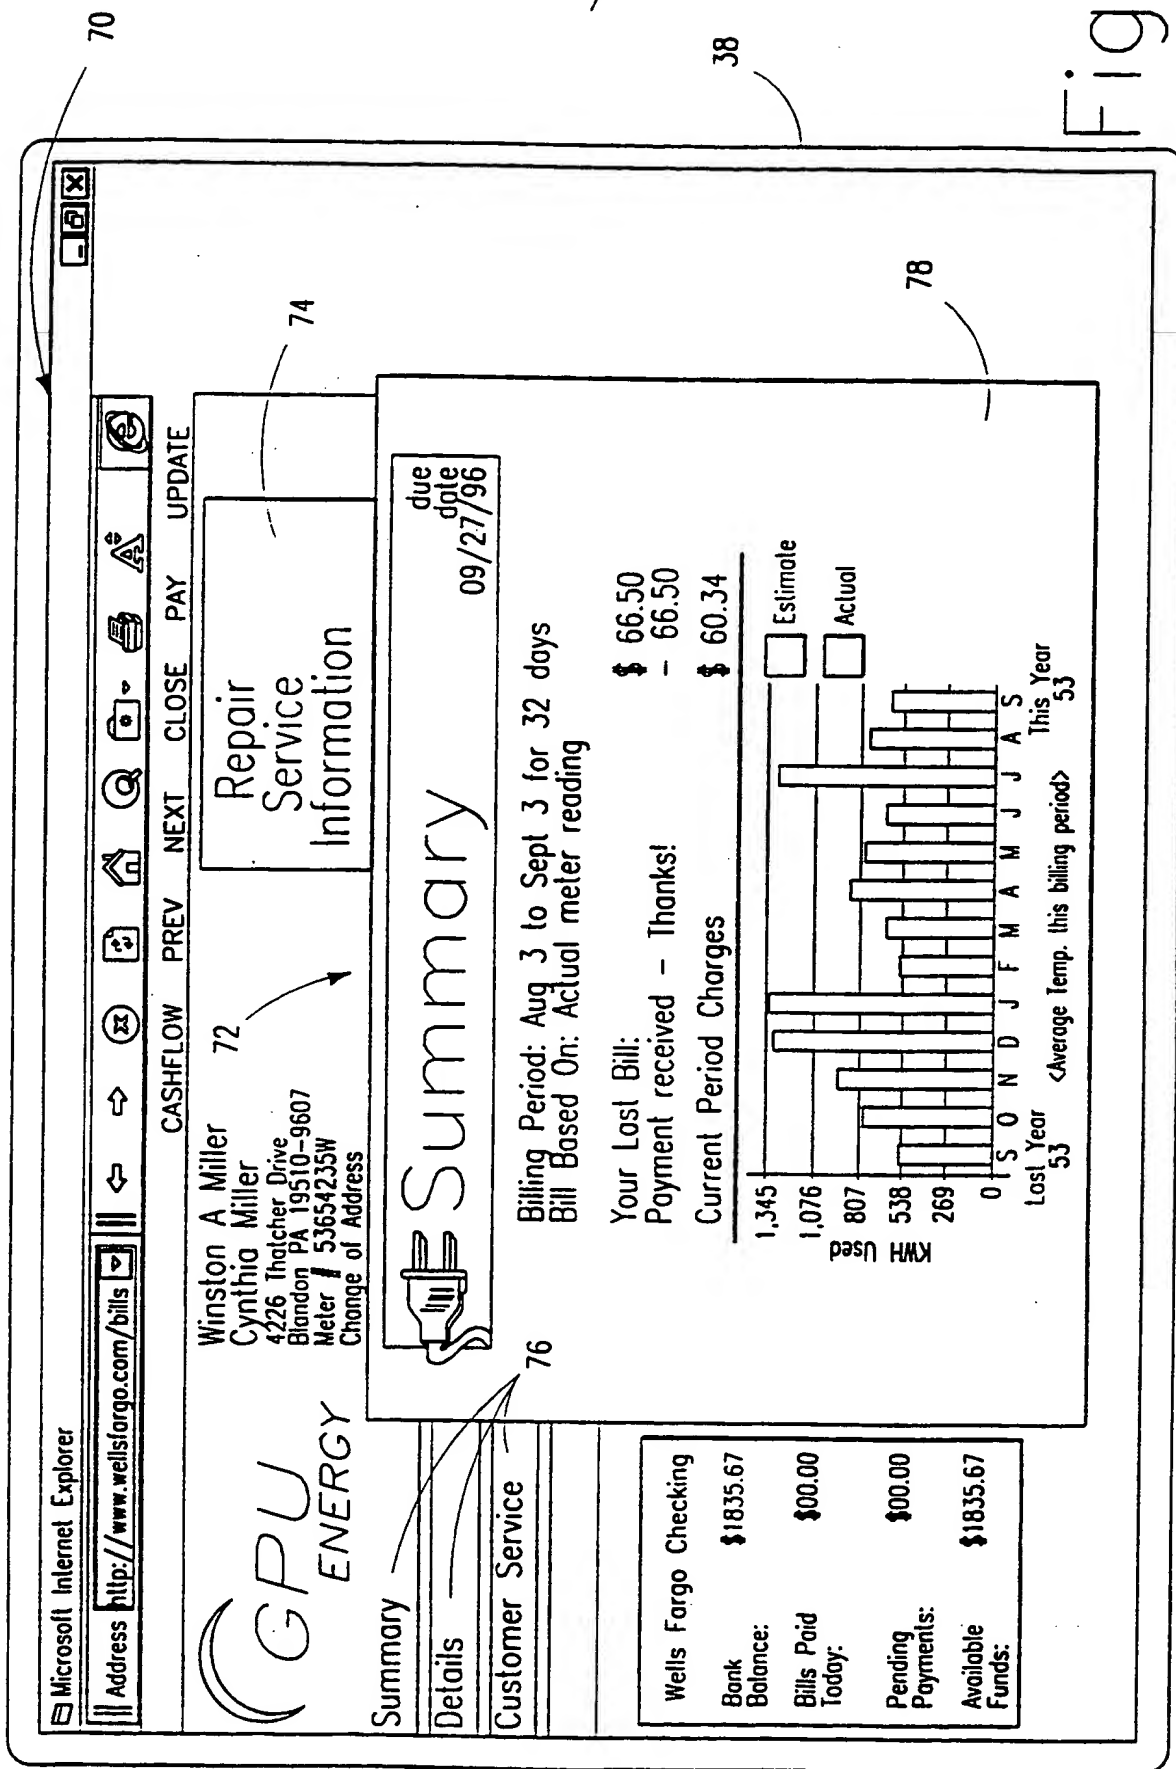 70
Microsoft Internet Explorer
Address http://www.wellsfargo.com/bills
CASHFLOW PREV NEXT CLOSE PAY UPDATE
GPU
ENERGY
Winston A Miller
Cynthia Miller
4226 Thatcher Drive
Blandon PA 19510-9607
Meter # 53654235W
Change of Address
72
Repair
Service
Information
74
Summary
Details
Customer Service
76
Summary
due
date
09/27/96
Billing Period: Aug 3 to Sept 3 for 32 days
Bill Based On: Actual meter reading
Your Last Bill: $ 66.50
Payment received - Thanks! - 66.50
Current Period Charges $ 60.34
KWH Used
1,345
1,076
807
538
269
0
S O N D J F M A M J J A S
Last Year
53
<Average Temp. this billing period>
This Year
53
Estimate
Actual
78
Wells Fargo Checking
Bank
Balance: $1835.67
Bills Paid
Today: $00.00
Pending
Payments: $00.00
Available
Funds: $1835.67
38
Fig